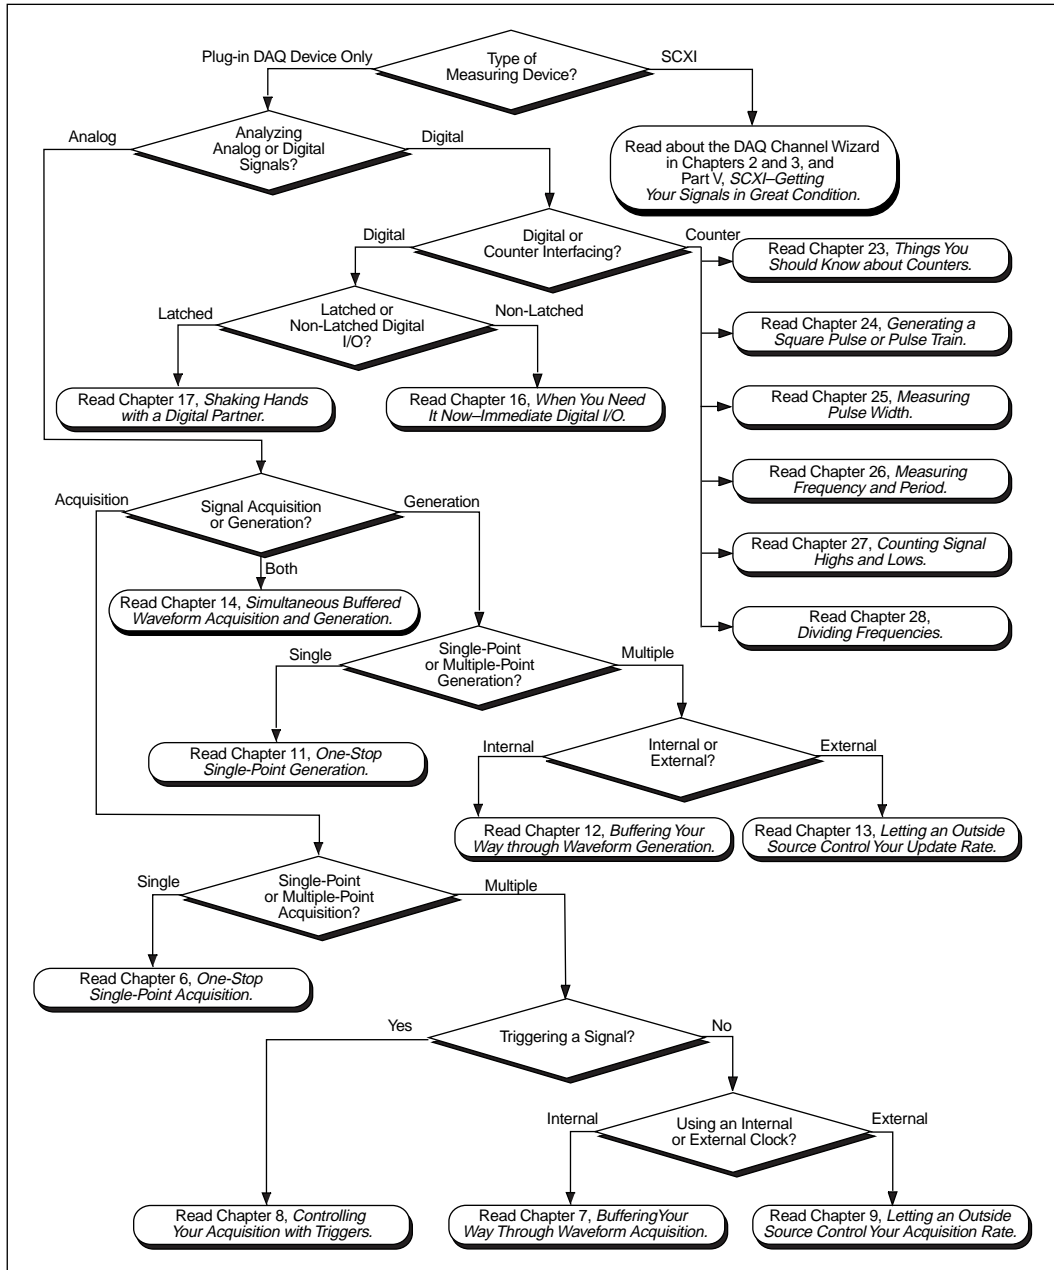 Plug-in DAQ Device Only
Type of
Measuring Device?
SCXI
Analog
Analyzing
Analog or Digital
Signals?
Digital
Read about the DAQ Channel Wizard
in Chapters 2 and 3, and
Part V, SCXI–Getting
Your Signals in Great Condition.
Digital
Digital or
Counter Interfacing?
Counter
Read Chapter 23, Things You
Should Know about Counters.
Latched
Latched or
Non-Latched Digital
I/O?
Non-Latched
Read Chapter 24, Generating a
Square Pulse or Pulse Train.
Read Chapter 17, Shaking Hands
with a Digital Partner.
Read Chapter 16, When You Need
It Now–Immediate Digital I/O.
Read Chapter 25, Measuring
Pulse Width.
Read Chapter 26, Measuring
Frequency and Period.
Acquisition
Signal Acquisition
or Generation?
Generation
Both
Read Chapter 27, Counting Signal
Highs and Lows.
Read Chapter 14, Simultaneous Buffered
Waveform Acquisition and Generation.
Read Chapter 28,
Dividing Frequencies.
Single
Single-Point
or Multiple-Point
Generation?
Multiple
Read Chapter 11, One-Stop
Single-Point Generation.
Internal
Internal or
External?
External
Read Chapter 12, Buffering Your
Way through Waveform Generation.
Read Chapter 13, Letting an Outside
Source Control Your Update Rate.
Single
Single-Point
or Multiple-Point
Acquisition?
Multiple
Read Chapter 6, One-Stop
Single-Point Acquisition.
Yes
Triggering a Signal?
No
Internal
Using an Internal
or External Clock?
External
Read Chapter 8, Controlling
Your Acquisition with Triggers.
Read Chapter 7, BufferingYour
Way Through Waveform Acquisition.
Read Chapter 9, Letting an Outside
Source Control Your Acquisition Rate.